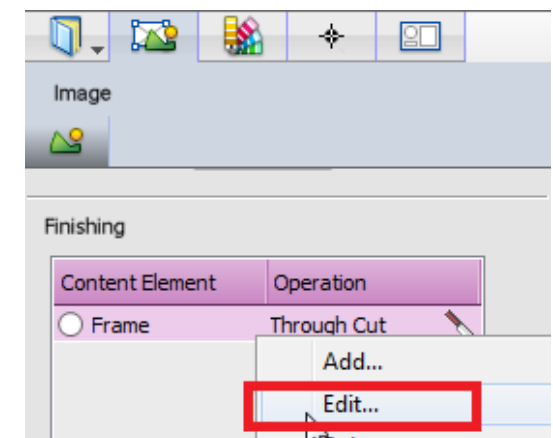 Image
Finishing
Content Element Operation
Frame Through Cut
Add...
Edit...